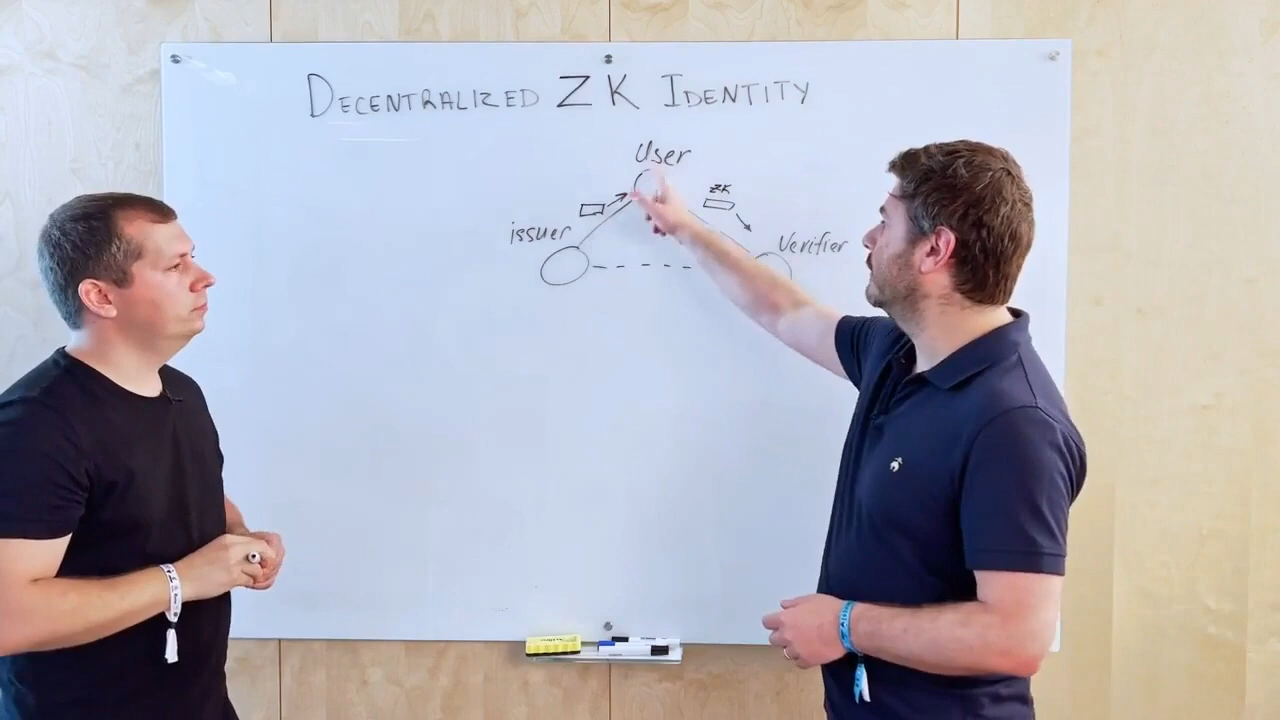 DECENTRALIZED ZK IDENTITY
User
ZK
issuer
Verifier